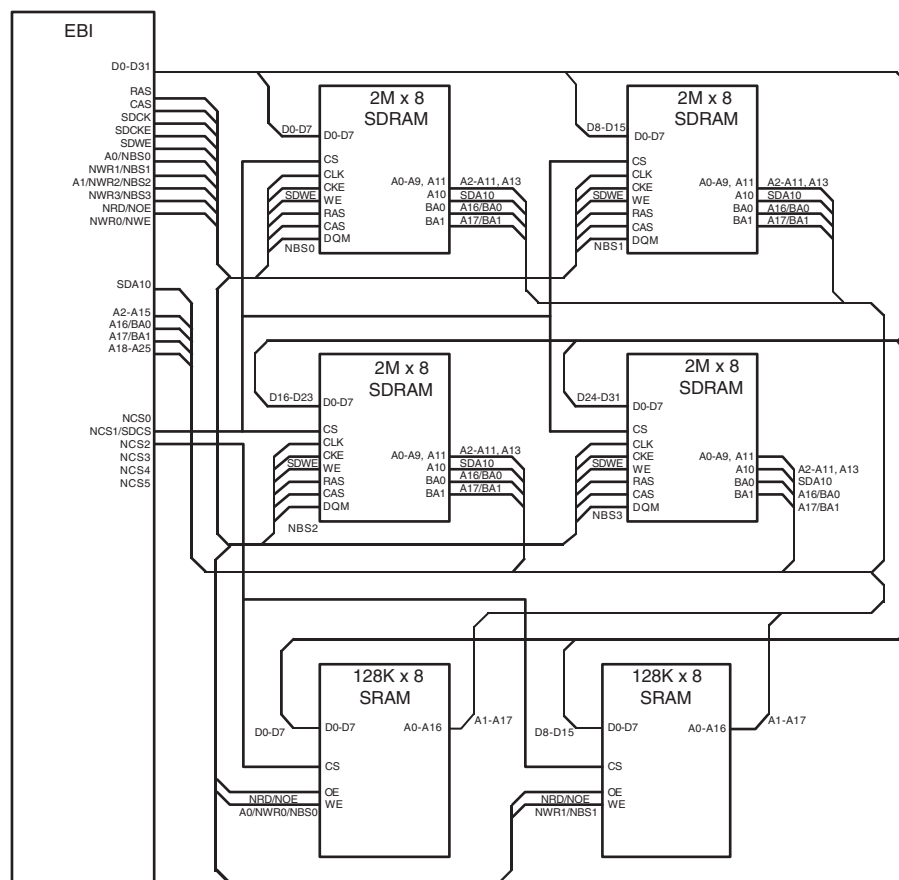 EBI
D0-D31
RAS
CAS
SDCK
SDCKE
SDWE
A0/NBS0
NWR1/NBS1
A1/NWR2/NBS2
NWR3/NBS3
NRD/NOE
NWR0/NWE
SDA10
A2-A15
A16/BA0
A17/BA1
A18-A25
NCS0
NCS1/SDCS
NCS2
NCS3
NCS4
NCS5
2M x 8
SDRAM
D0-D7
D0-D7
CS
CLK
CKE
SDWE
WE
RAS
CAS
DQM
NBS0
A0-A9, A11
A10
BA0
BA1
A2-A11, A13
SDA10
A16/BA0
A17/BA1
2M x 8
SDRAM
D8-D15
D0-D7
CS
CLK
CKE
SDWE
WE
RAS
CAS
DQM
NBS1
A0-A9, A11
A10
BA0
BA1
A2-A11, A13
SDA10
A16/BA0
A17/BA1
2M x 8
SDRAM
D16-D23
D0-D7
CS
CLK
CKE
SDWE
WE
RAS
CAS
DQM
NBS2
A0-A9, A11
A10
BA0
BA1
A2-A11, A13
SDA10
A16/BA0
A17/BA1
2M x 8
SDRAM
D24-D31
D0-D7
CS
CLK
CKE
SDWE
WE
RAS
CAS
DQM
NBS3
A0-A9, A11
A10
BA0
BA1
A2-A11, A13
SDA10
A16/BA0
A17/BA1
128K x 8
SRAM
D0-D7
D0-D7
A0-A16
A1-A17
CS
OE
NRD/NOE
WE
A0/NWR0/NBS0
128K x 8
SRAM
D8-D15
D0-D7
A0-A16
A1-A17
CS
OE
NRD/NOE
WE
NWR1/NBS1